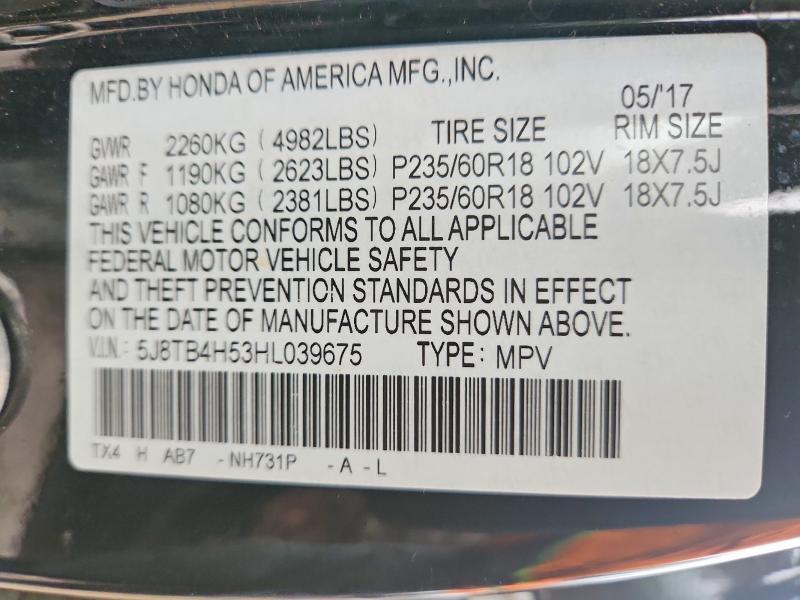 MFD.BY HONDA OF AMERICA MFG.,INC.
05/'17
GVWR 2260KG ( 4982LBS) TIRE SIZE RIM SIZE
GAWR F 1190KG ( 2623LBS) P235/60R18 102V 18X7.5J
GAWR R 1080KG ( 2381LBS) P235/60R18 102V 18X7.5J
THIS VEHICLE CONFORMS TO ALL APPLICABLE
FEDERAL MOTOR VEHICLE SAFETY
AND THEFT PREVENTION STANDARDS IN EFFECT
ON THE DATE OF MANUFACTURE SHOWN ABOVE.
V.I.N.: 5J8TB4H53HL039675 TYPE: MPV
TX4 H AB7 -NH731P -A-L